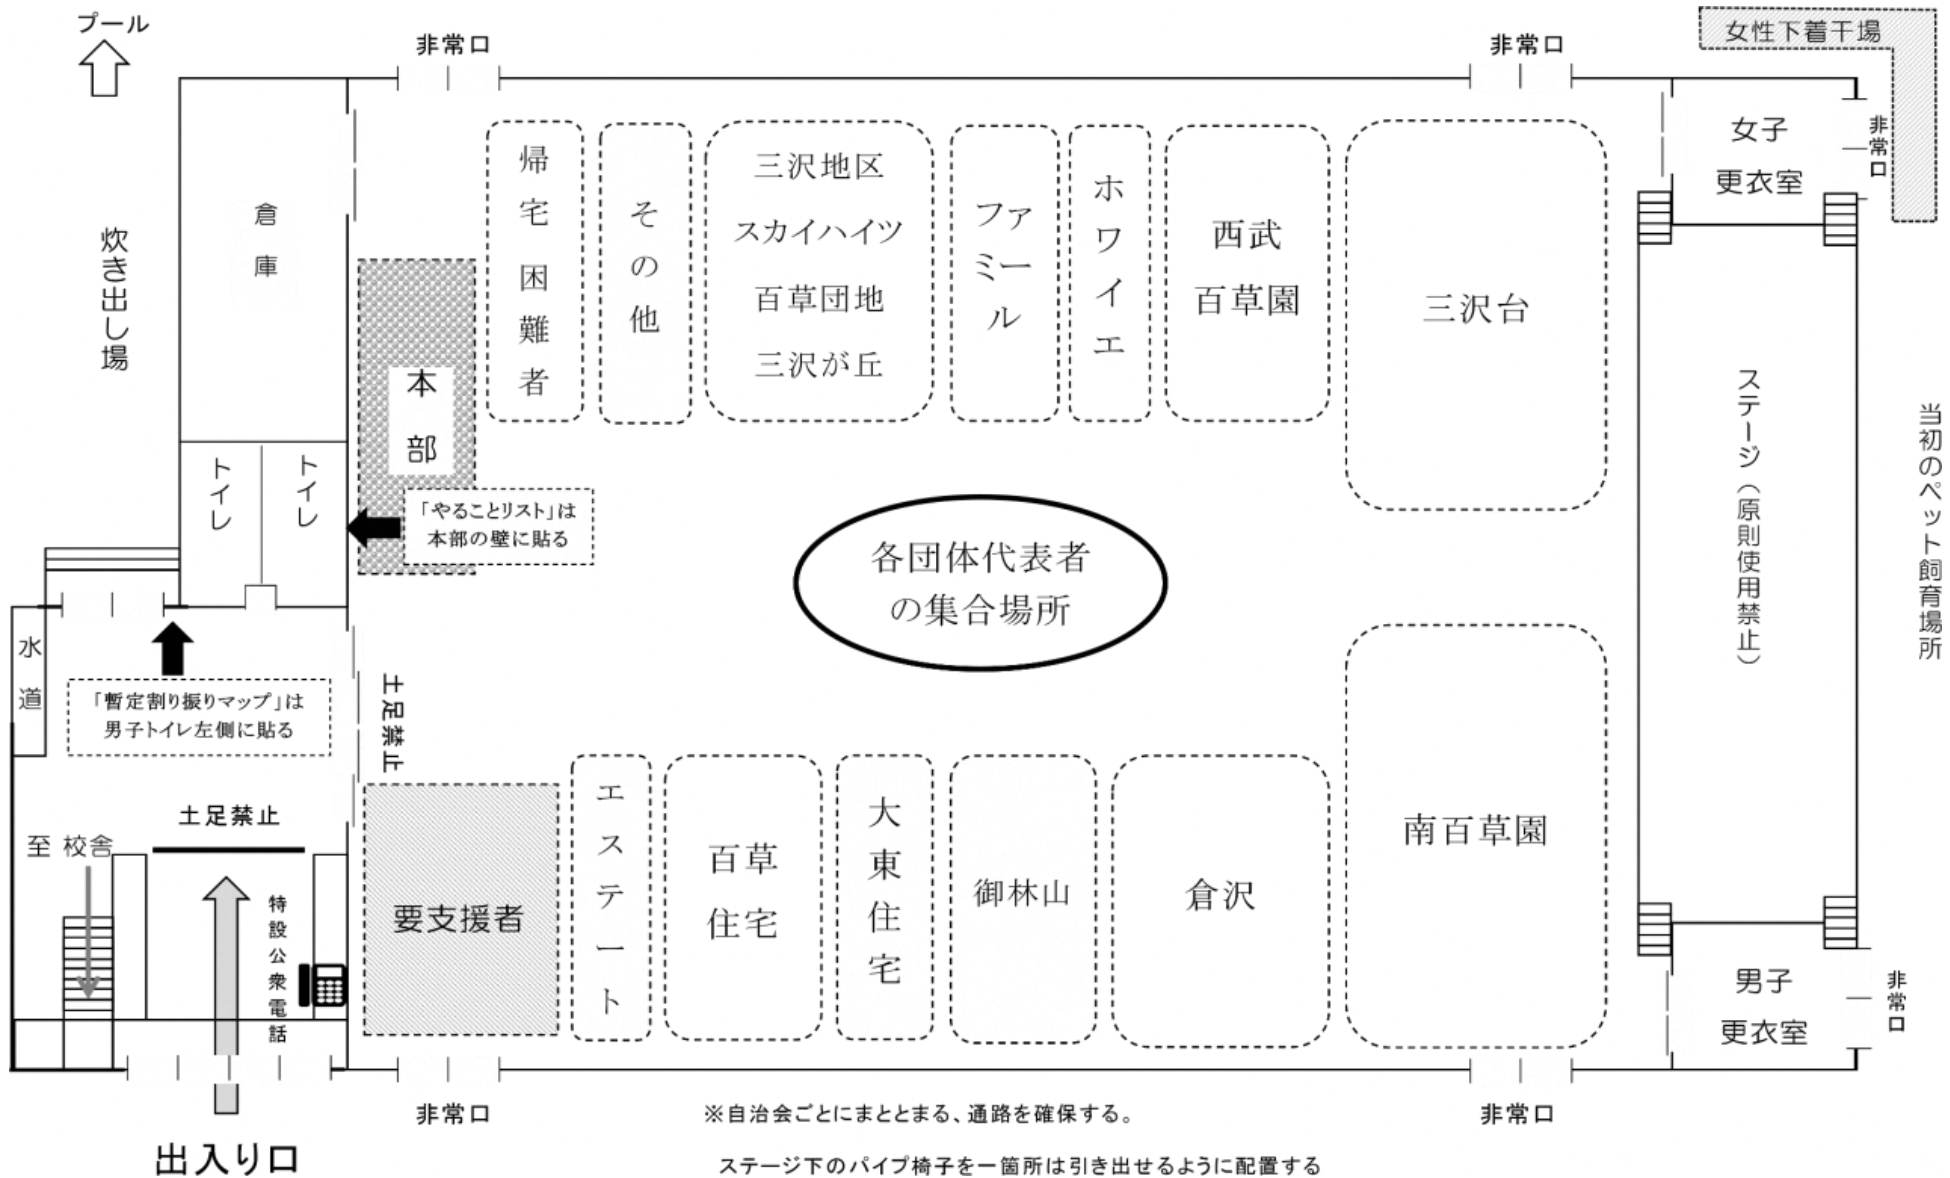 プール
非常口
非常口
女性下着干場
女子
更衣室
非常口
倉庫
炊き出し場
帰宅困難者
その他
三沢地区
スカイハイツ
百草団地
三沢が丘
ファミール
ホワイエ
西武
百草園
三沢台
本部
トイレ
トイレ
「やることリスト」は
本部の壁に貼る
各団体代表者
の集合場所
ステージ（原則使用禁止）
当初のペット飼育場所
水道
「暫定割り振りマップ」は
男子トイレ左側に貼る
土足禁止
土足禁止
至 校舎
特設公衆電話
要支援者
エステート
百草
住宅
大東住宅
御林山
倉沢
南百草園
男子
更衣室
非常口
非常口
非常口
出入り口
※自治会ごとにまととまる、通路を確保する。
ステージ下のパイプ椅子を一箇所は引き出せるように配置する